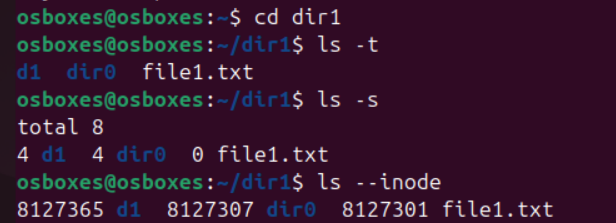 osboxes@osboxes:~$ cd dir1
osboxes@osboxes:~/dir1$ ls -t
d1  dir0  file1.txt
osboxes@osboxes:~/dir1$ ls -s
total 8
4 d1  4 dir0  0 file1.txt
osboxes@osboxes:~/dir1$ ls --inode
8127365 d1  8127307 dir0  8127301 file1.txt